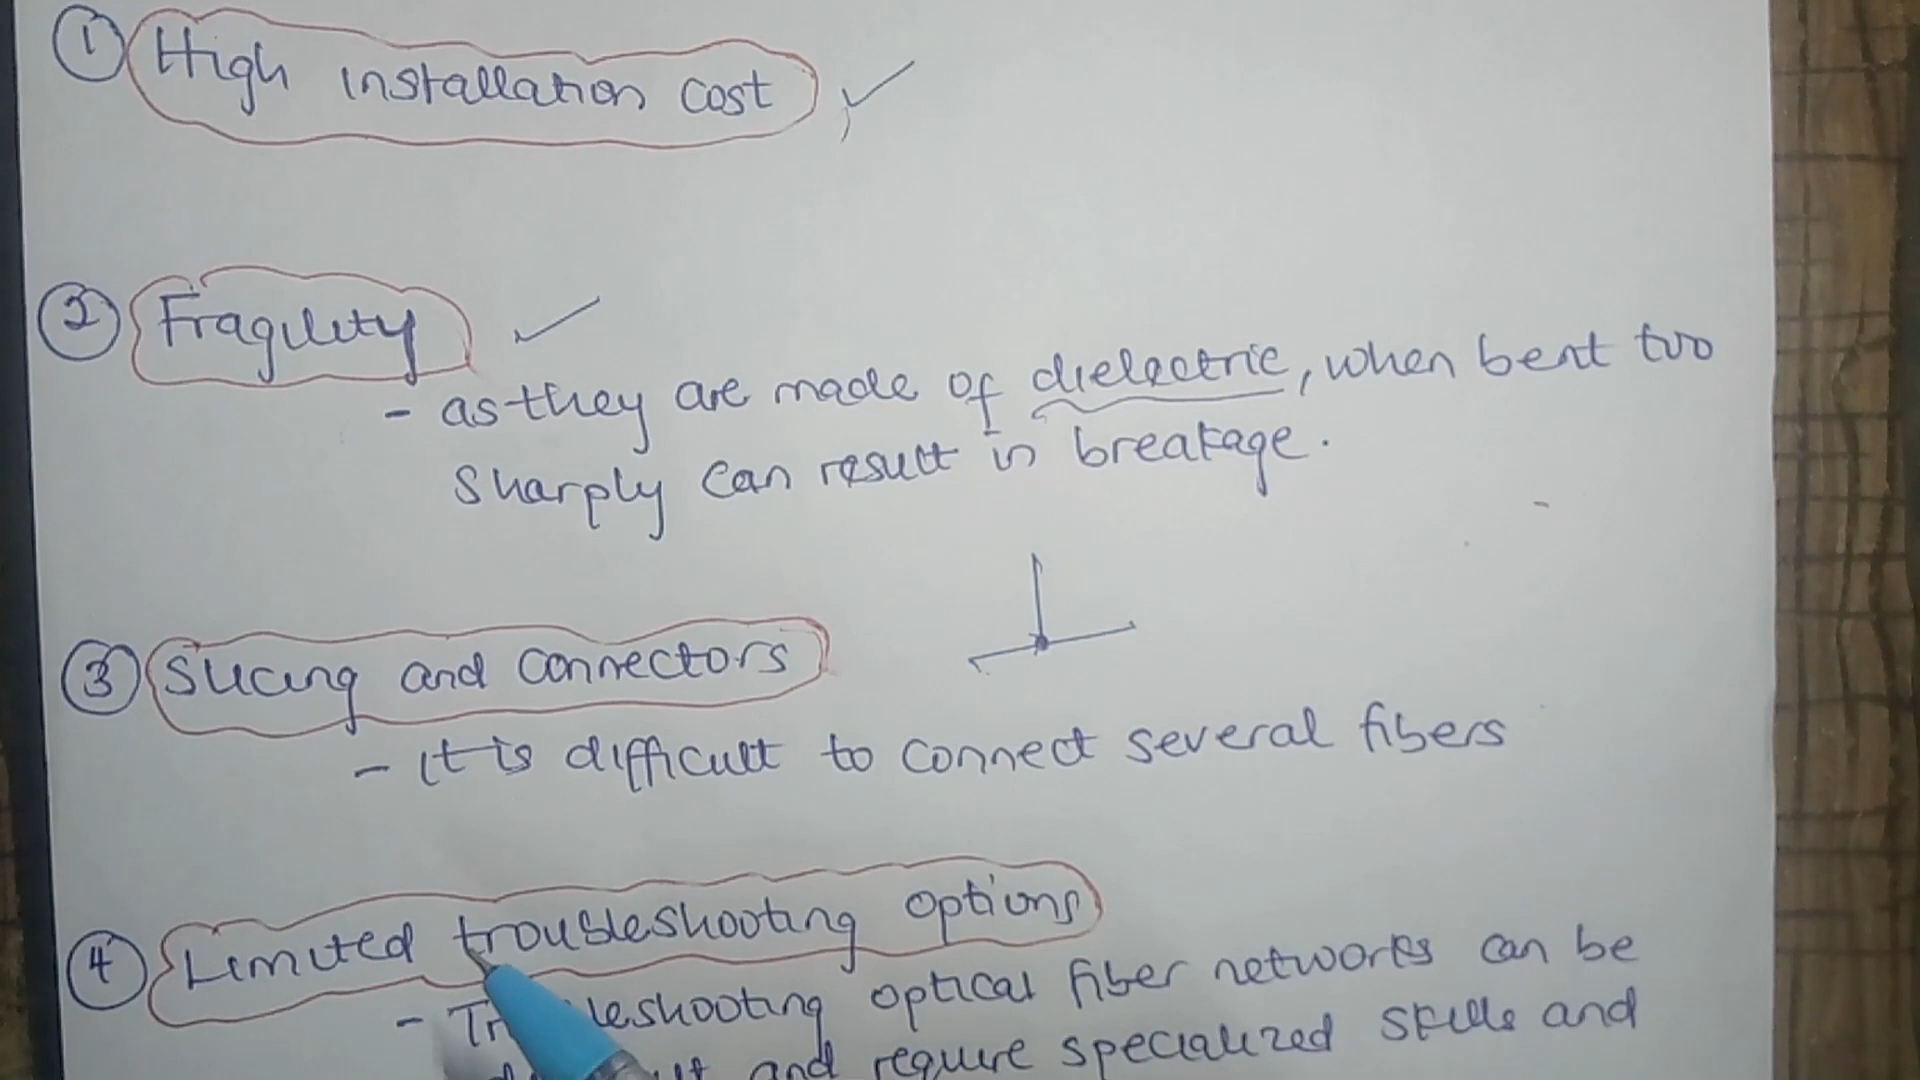 ① High installation cost
② Fragility
- as they are made of dielectric, when bent too
sharply can result in breakage.
③ Slicing and connectors
- it is difficult to connect several fibers
④ Limited troubleshooting options
- optical fiber networks can be
and require specialized skills and